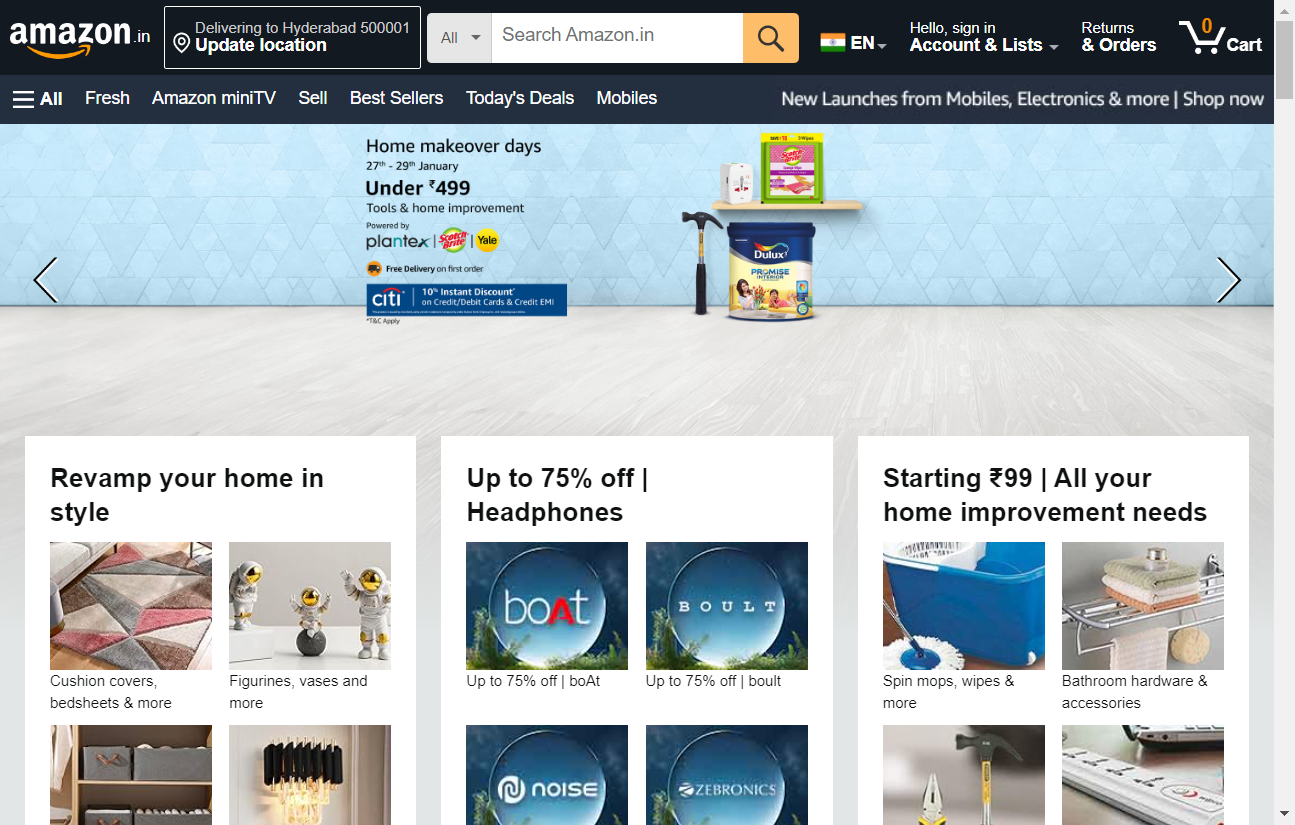 amazon.in
Delivering to Hyderabad 500001
Update location
All
Search Amazon.in
EN
Hello, sign in
Account & Lists
Returns
& Orders
0
Cart
All
Fresh
Amazon miniTV
Sell
Best Sellers
Today's Deals
Mobiles
New Launches from Mobiles, Electronics & more | Shop now
Home makeover days
27th - 29th January
Under ₹499
Tools & home improvement
Powered by
plantex | Scotch Brite | Yale
Free Delivery on first order
citi
10% Instant Discount*
on Credit/Debit Cards & Credit EMI
*T&C Apply
Scotch Brite
Dulux
PROMISE
INTERIOR
Revamp your home in
style
Cushion covers,
bedsheets & more
Figurines, vases and
more
Up to 75% off |
Headphones
boAt
BOULT
Up to 75% off | boAt
Up to 75% off | boult
NOISE
ZEBRONICS
Starting ₹99 | All your
home improvement needs
Spin mops, wipes &
more
Bathroom hardware &
accessories